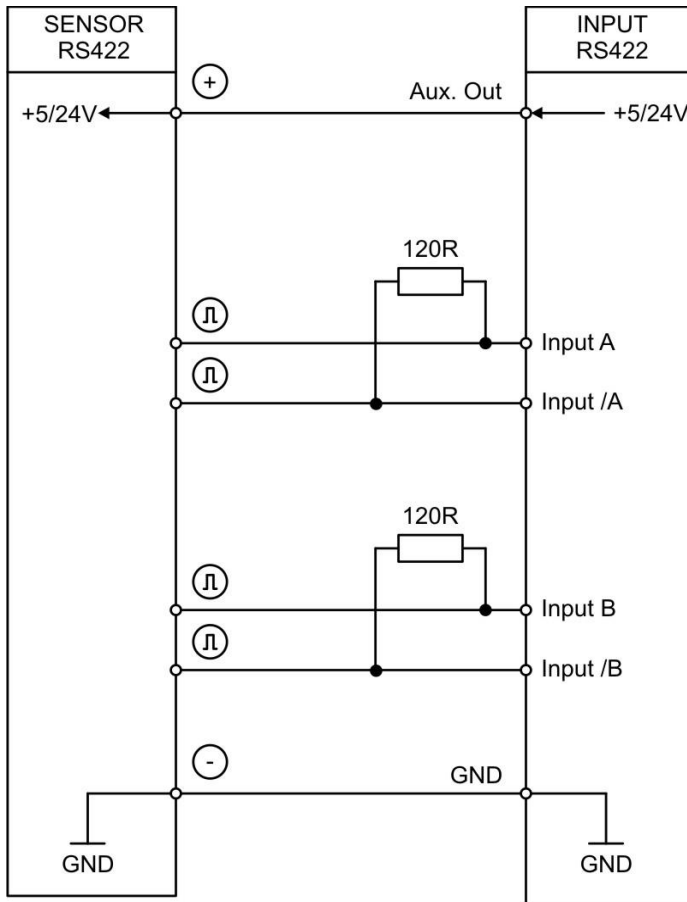 SENSOR
RS422
INPUT
RS422
+
Aux. Out
+5/24V
+5/24V
120R
Input A
Input /A
120R
Input B
Input /B
-
GND
GND
GND